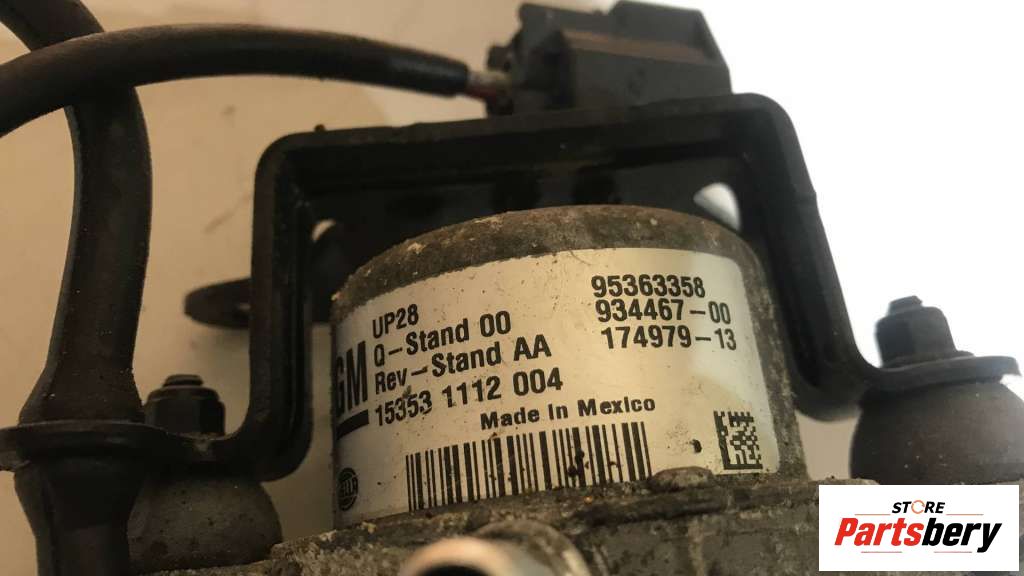 UP28
Q-Stand 00
Rev-Stand AA
15353 1112 004
95363358
934467-00
174979-13
GM
Made In Mexico
STORE
Partsbery